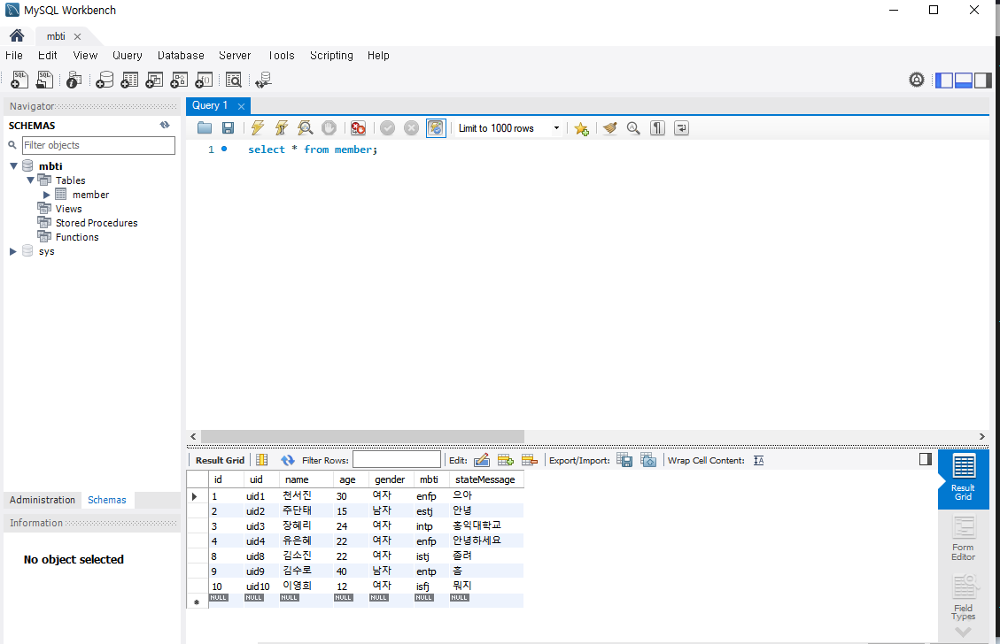 MySQL Workbench
mbti
File Edit View Query Database Server Tools Scripting Help
Navigator
SCHEMAS
Filter objects
mbti
Tables
member
Views
Stored Procedures
Functions
sys
Administration Schemas
Information
No object selected
Query 1
Limit to 1000 rows
1 select * from member;
Result Grid Filter Rows: Edit: Export/Import: Wrap Cell Content:
id uid name age gender mbti stateMessage
1 uid1 천서진 30 여자 enfp 으아
2 uid2 주단태 15 남자 estj 안녕
3 uid3 장혜리 24 여자 intp 홍익대학교
4 uid4 유은혜 22 여자 enfp 안녕하세요
8 uid8 김소진 22 여자 istj 졸려
9 uid9 김수로 40 남자 entp 흠
10 uid10 이영희 12 여자 isfj 뭐지
NULL NULL NULL NULL NULL NULL NULL
Result
Grid
Form
Editor
Field
Types